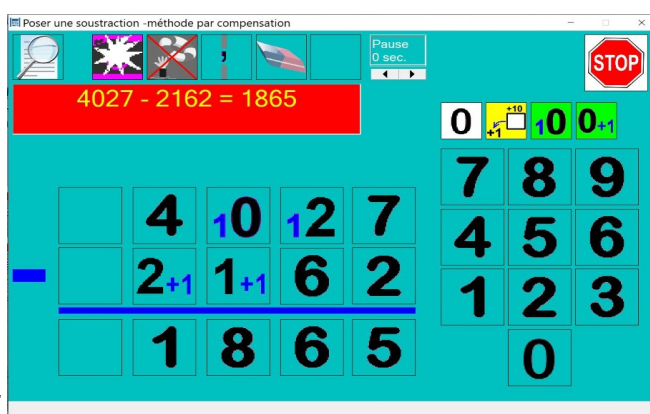 Poser une soustraction -méthode par compensation
Pause
0 sec.
STOP
4027 - 2162 = 1865
0 +1 +10 10 0+1
7 8 9
4 5 6
1 2 3
0
4 10 12 7
- 2+1 1+1 6 2
1 8 6 5